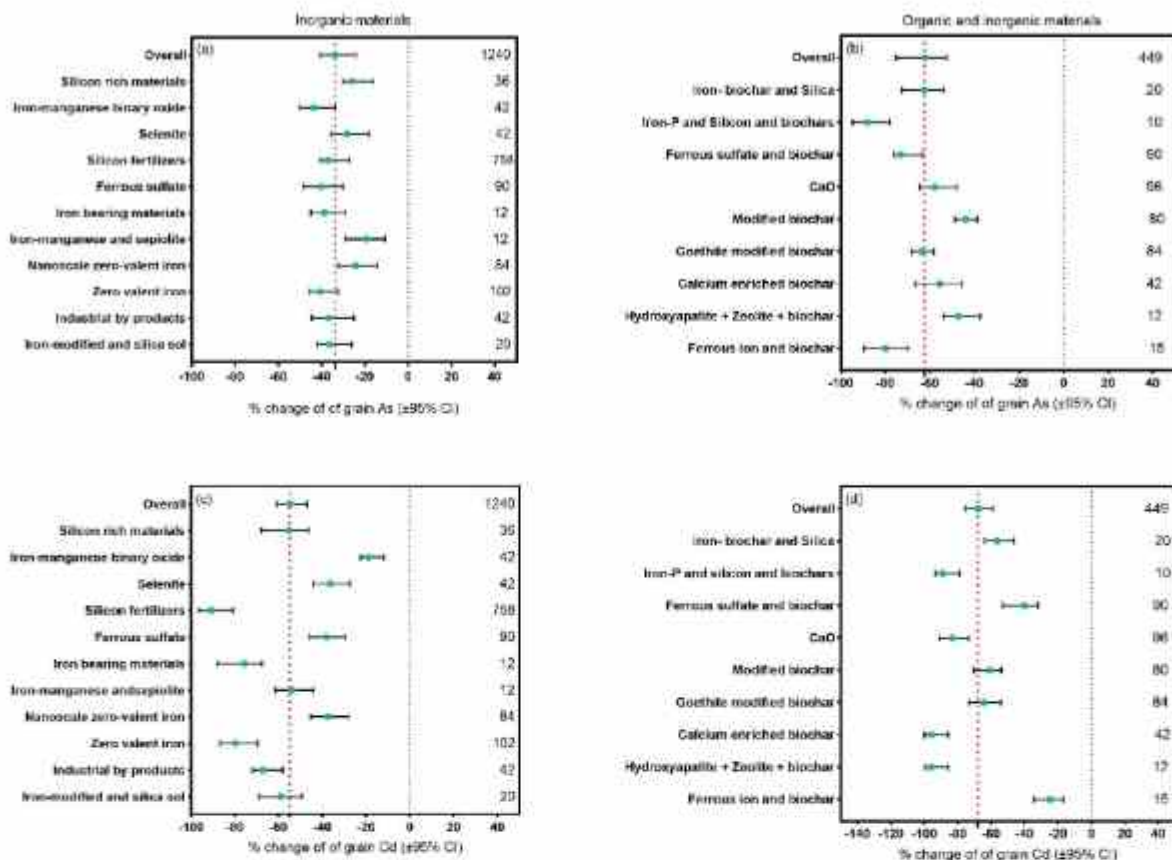 Inorganic materials
(a)
Overall 1240
Silicon rich materials 36
Iron-manganese binary oxide 42
Selenite 42
Silicon fertilizers 758
Ferrous sulfate 90
Iron bearing materials 12
Iron-manganese and sepiolite 12
Nanoscale zero-valent iron 84
Zero valent iron 102
Industrial by products 42
Iron-modified and silica sol 20
-100 -80 -60 -40 -20 0 20 40
% change of of grain As (±95% CI)
Organic and inorganic materials
(b)
Overall 449
Iron- biochar and Silica 20
Iron-P and Silicon and biochars 10
Ferrous sulfate and biochar 90
CaO 96
Modified biochar 80
Goethite modified biochar 84
Calcium enriched biochar 42
Hydroxyapatite + Zeolite + biochar 12
Ferrous ion and biochar 15
-100 -80 -60 -40 -20 0 20 40
% change of of grain As (±95% CI)
(c)
Overall 1240
Silicon rich materials 36
Iron-manganese binary oxide 42
Selenite 42
Silicon fertilizers 758
Ferrous sulfate 90
Iron bearing materials 12
Iron-manganese andsepiolite 12
Nanoscale zero-valent iron 84
Zero valent iron 102
Industrial by products 42
Iron-modified and silica sol 20
-100 -80 -60 -40 -20 0 20 40
% change of of grain Cd (±95% CI)
(d)
Overall 449
Iron- biochar and Silica 20
Iron-P and silicon and biochars 10
Ferrous sulfate and biochar 90
CaO 96
Modified biochar 80
Goethite modified biochar 84
Calcium enriched biochar 42
Hydroxyapatite + Zeolite + biochar 12
Ferrous ion and biochar 15
-140 -120 -100 -80 -60 -40 -20 0 20 40
% change of of grain Cd (±95% CI)